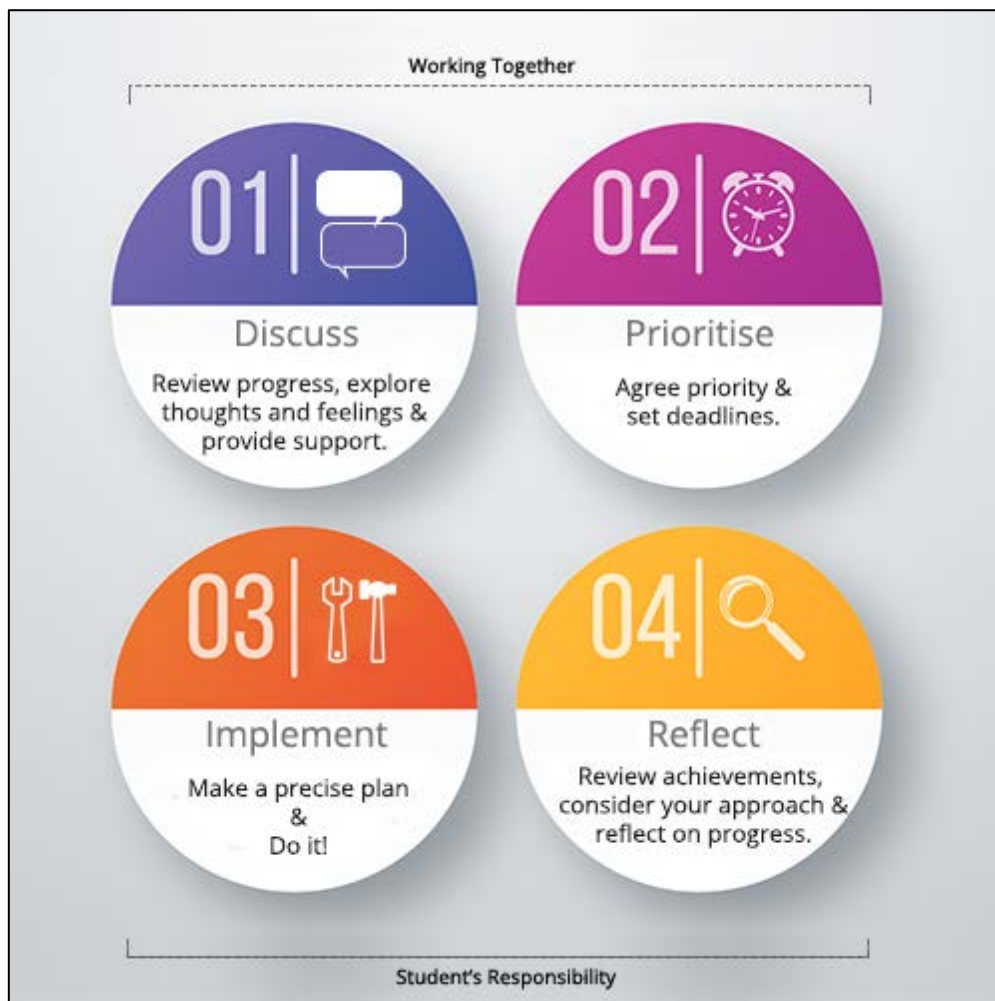 Working Together
01
02
Discuss
Review progress, explore
thoughts and feelings &
provide support.
Prioritise
Agree priority &
set deadlines.
03
04
Implement
Make a precise plan
&
Do it!
Reflect
Review achievements,
consider your approach &
reflect on progress.
Student's Responsibility